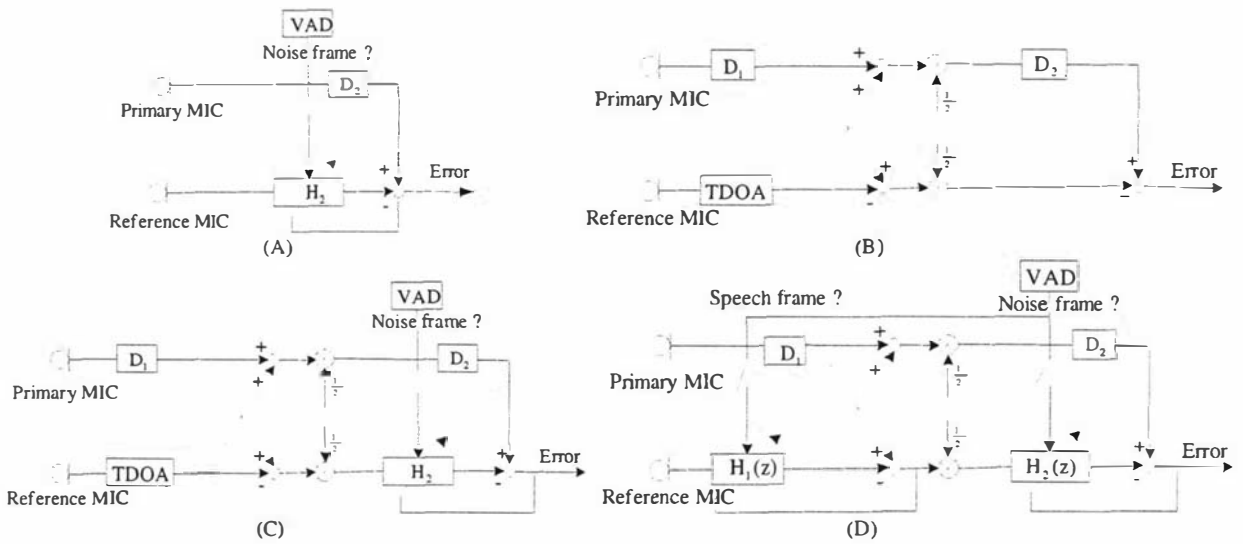 VAD
Noise frame ?
D₂
Primary MIC
H₂
+
-
Error
Reference MIC
(A)
D₁
+
+
D₂
Primary MIC
½
½
TDOA
+
-
+
-
Error
Reference MIC
(B)
VAD
Noise frame ?
D₁
+
+
D₂
Primary MIC
½
½
TDOA
+
-
H₂
+
-
Error
Reference MIC
(C)
VAD
Speech frame ?
Noise frame ?
D₁
+
+
D₂
Primary MIC
½
½
H₁(z)
+
-
H₂(z)
+
-
Error
Reference MIC
(D)